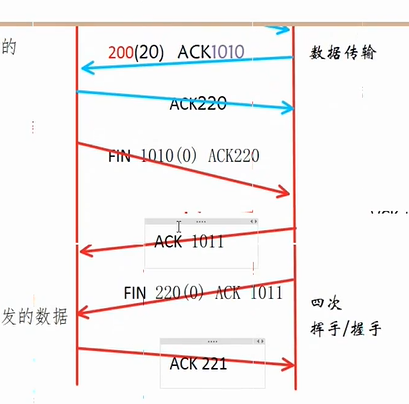 的
200(20) ACK1010
数据传输
ACK220
FIN 1010(0) ACK220
ACK 1011
FIN 220(0) ACK 1011
四次
发的数据
挥手/握手
ACK 221